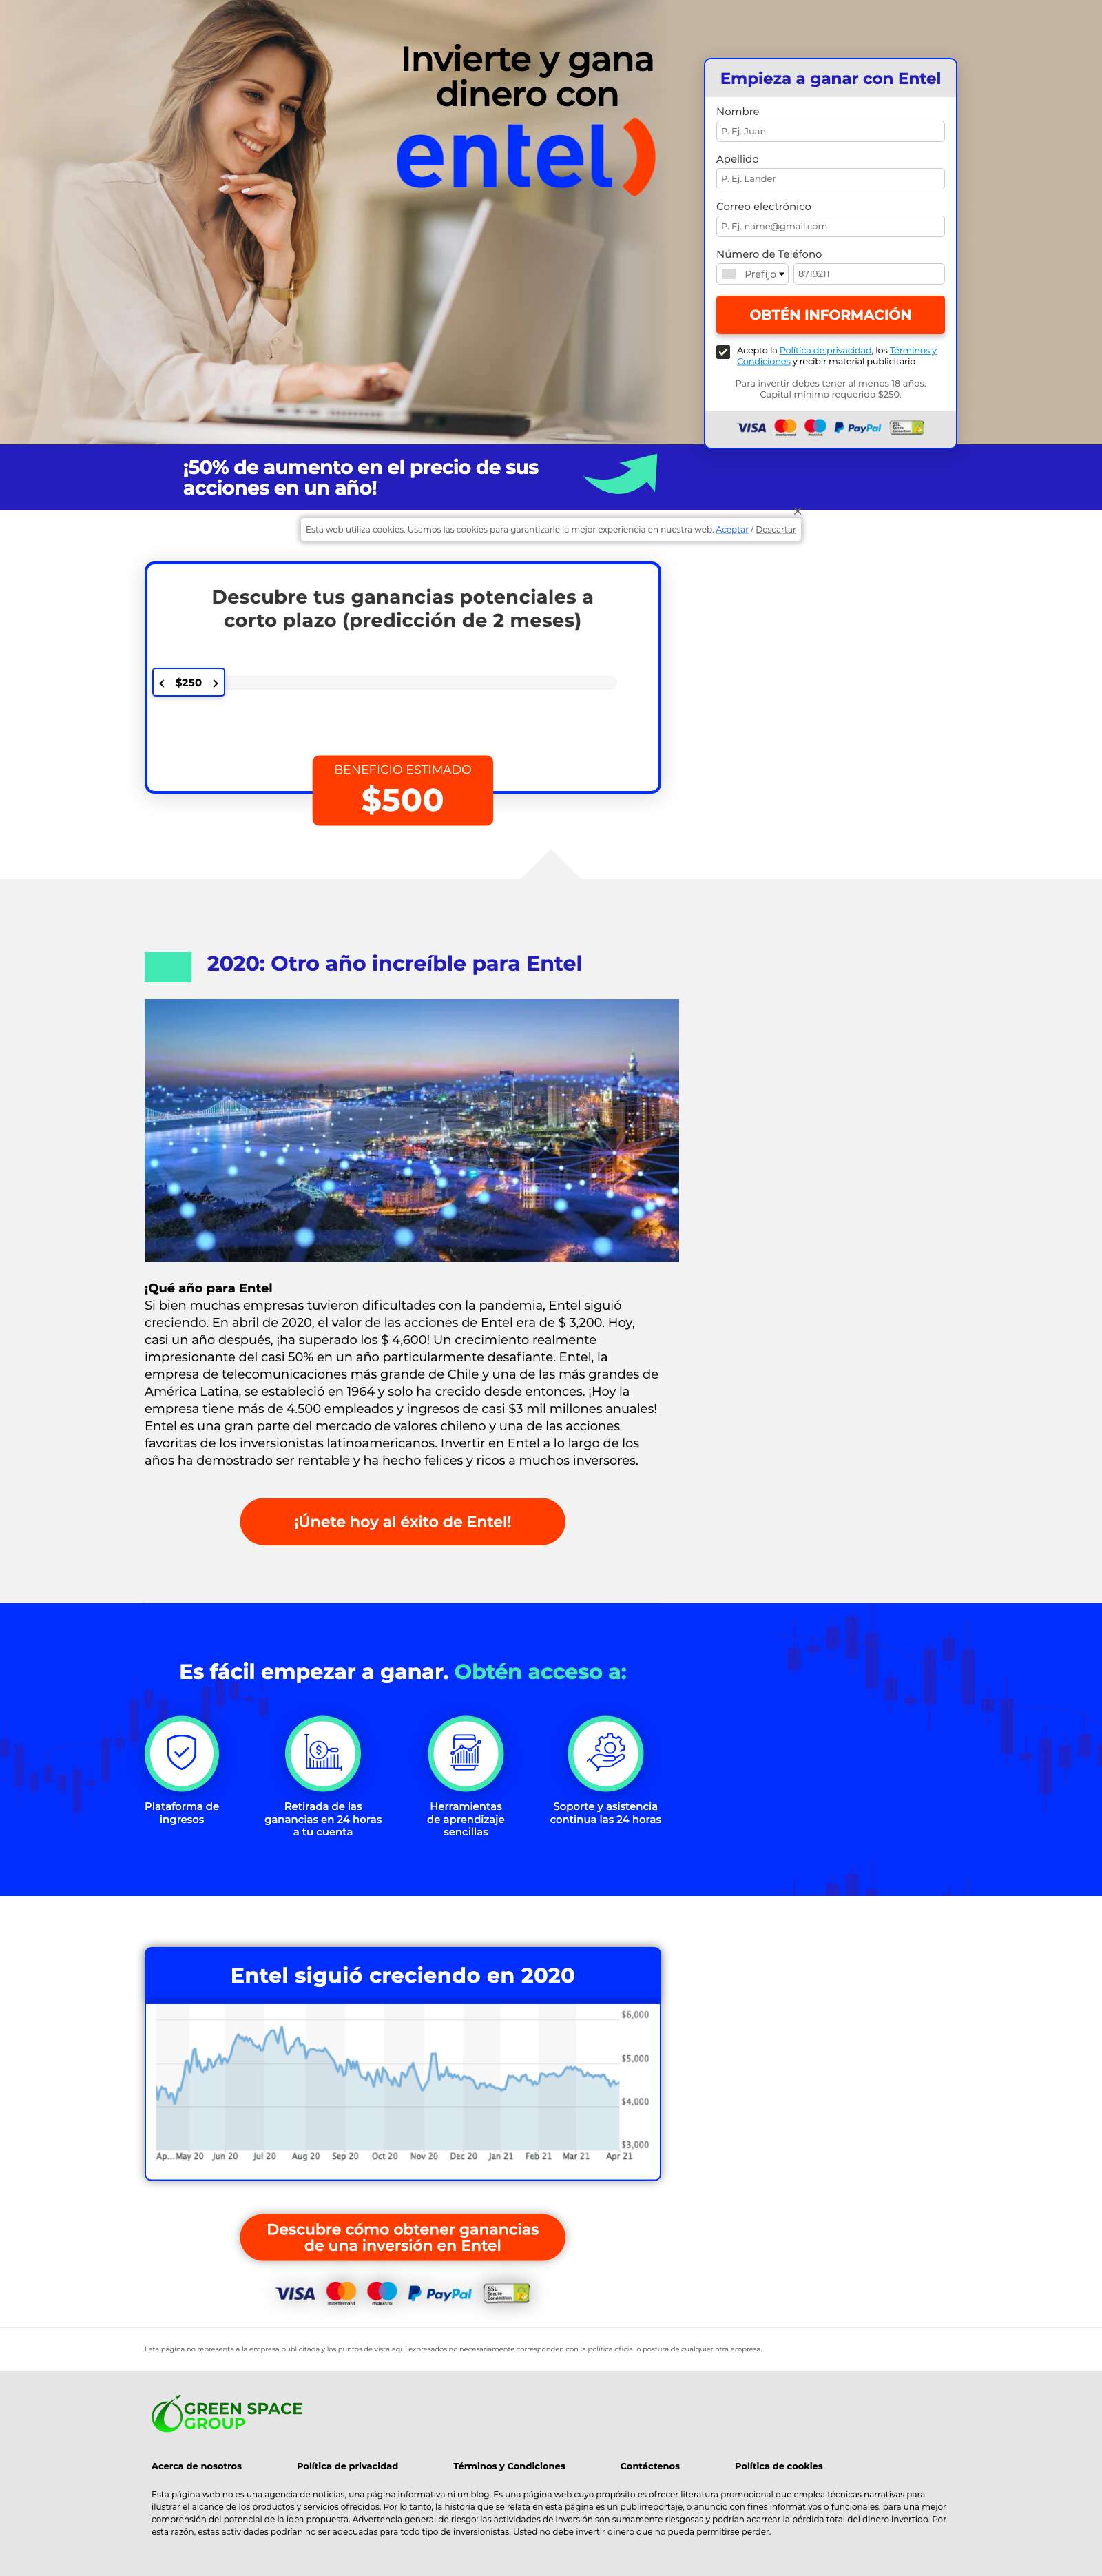 Invierte y gana
dinero con
entel
Empieza a ganar con Entel
Nombre
P. Ej. Juan
Apellido
P. Ej. Lander
Correo electrónico
P. Ej. name@gmail.com
Número de Teléfono
Prefijo 8719211
OBTÉN INFORMACIÓN
Acepto la Política de privacidad, los Términos y
Condiciones y recibir material publicitario
Para invertir debes tener al menos 18 años.
Capital mínimo requerido $250.
VISA mastercard maestro PayPal SSL Secure Connection
¡50% de aumento en el precio de sus
acciones en un año!
X
Esta web utiliza cookies. Usamos las cookies para garantizarle la mejor experiencia en nuestra web. Aceptar / Descartar
Descubre tus ganancias potenciales a
corto plazo (predicción de 2 meses)
$250
BENEFICIO ESTIMADO
$500
2020: Otro año increíble para Entel
¡Qué año para Entel
Si bien muchas empresas tuvieron dificultades con la pandemia, Entel siguió
creciendo. En abril de 2020, el valor de las acciones de Entel era de $ 3,200. Hoy,
casi un año después, ¡ha superado los $ 4,600! Un crecimiento realmente
impresionante del casi 50% en un año particularmente desafiante. Entel, la
empresa de telecomunicaciones más grande de Chile y una de las más grandes de
América Latina, se estableció en 1964 y solo ha crecido desde entonces. ¡Hoy la
empresa tiene más de 4.500 empleados y ingresos de casi $3 mil millones anuales!
Entel es una gran parte del mercado de valores chileno y una de las acciones
favoritas de los inversionistas latinoamericanos. Invertir en Entel a lo largo de los
años ha demostrado ser rentable y ha hecho felices y ricos a muchos inversores.
¡Únete hoy al éxito de Entel!
Es fácil empezar a ganar. Obtén acceso a:
Plataforma de
ingresos
Retirada de las
ganancias en 24 horas
a tu cuenta
Herramientas
de aprendizaje
sencillas
Soporte y asistencia
continua las 24 horas
Entel siguió creciendo en 2020
$6,000
$5,000
$4,000
$3,000
Ap... May 20 Jun 20 Jul 20 Aug 20 Sep 20 Oct 20 Nov 20 Dec 20 Jan 21 Feb 21 Mar 21 Apr 21
Descubre cómo obtener ganancias
de una inversión en Entel
VISA mastercard maestro PayPal SSL Secure Connection
Esta página no representa a la empresa publicitada y los puntos de vista aquí expresados no necesariamente corresponden con la política oficial o postura de cualquier otra empresa.
GREEN SPACE
GROUP
Acerca de nosotros Política de privacidad Términos y Condiciones Contáctenos Política de cookies
Esta página web no es una agencia de noticias, una página informativa ni un blog. Es una página web cuyo propósito es ofrecer literatura promocional que emplea técnicas narrativas para
ilustrar el alcance de los productos y servicios ofrecidos. Por lo tanto, la historia que se relata en esta página es un publirreportaje, o anuncio con fines informativos o funcionales, para una mejor
comprensión del potencial de la idea propuesta. Advertencia general de riesgo: las actividades de inversión son sumamente riesgosas y podrían acarrear la pérdida total del dinero invertido. Por
esta razón, estas actividades podrían no ser adecuadas para todo tipo de inversionistas. Usted no debe invertir dinero que no pueda permitirse perder.